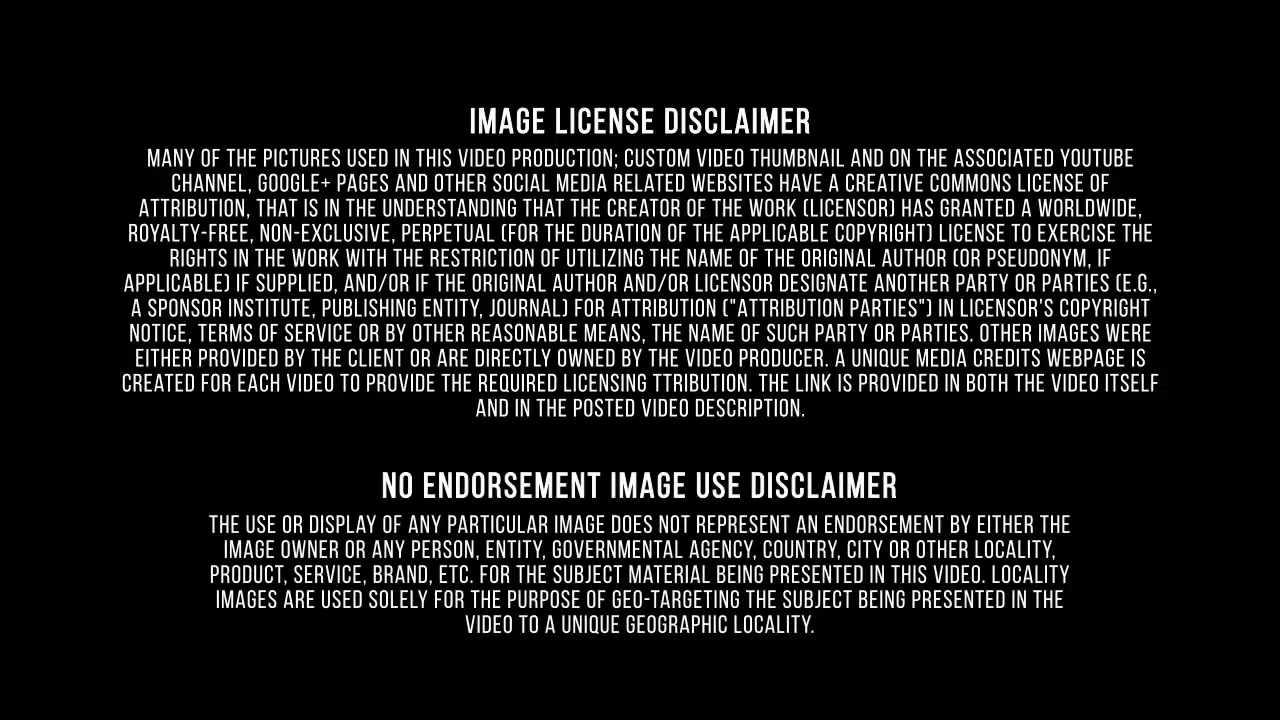 IMAGE LICENSE DISCLAIMER
MANY OF THE PICTURES USED IN THIS VIDEO PRODUCTION; CUSTOM VIDEO THUMBNAIL AND ON THE ASSOCIATED YOUTUBE
CHANNEL, GOOGLE+ PAGES AND OTHER SOCIAL MEDIA RELATED WEBSITES HAVE A CREATIVE COMMONS LICENSE OF
ATTRIBUTION, THAT IS IN THE UNDERSTANDING THAT THE CREATOR OF THE WORK (LICENSOR) HAS GRANTED A WORLDWIDE,
ROYALTY-FREE, NON-EXCLUSIVE, PERPETUAL (FOR THE DURATION OF THE APPLICABLE COPYRIGHT) LICENSE TO EXERCISE THE
RIGHTS IN THE WORK WITH THE RESTRICTION OF UTILIZING THE NAME OF THE ORIGINAL AUTHOR (OR PSEUDONYM, IF
APPLICABLE) IF SUPPLIED, AND/OR IF THE ORIGINAL AUTHOR AND/OR LICENSOR DESIGNATE ANOTHER PARTY OR PARTIES (E.G.,
A SPONSOR INSTITUTE, PUBLISHING ENTITY, JOURNAL) FOR ATTRIBUTION ("ATTRIBUTION PARTIES") IN LICENSOR'S COPYRIGHT
NOTICE, TERMS OF SERVICE OR BY OTHER REASONABLE MEANS, THE NAME OF SUCH PARTY OR PARTIES. OTHER IMAGES WERE
EITHER PROVIDED BY THE CLIENT OR ARE DIRECTLY OWNED BY THE VIDEO PRODUCER. A UNIQUE MEDIA CREDITS WEBPAGE IS
CREATED FOR EACH VIDEO TO PROVIDE THE REQUIRED LICENSING TTRIBUTION. THE LINK IS PROVIDED IN BOTH THE VIDEO ITSELF
AND IN THE POSTED VIDEO DESCRIPTION.
NO ENDORSEMENT IMAGE USE DISCLAIMER
THE USE OR DISPLAY OF ANY PARTICULAR IMAGE DOES NOT REPRESENT AN ENDORSEMENT BY EITHER THE
IMAGE OWNER OR ANY PERSON, ENTITY, GOVERNMENTAL AGENCY, COUNTRY, CITY OR OTHER LOCALITY,
PRODUCT, SERVICE, BRAND, ETC. FOR THE SUBJECT MATERIAL BEING PRESENTED IN THIS VIDEO. LOCALITY
IMAGES ARE USED SOLELY FOR THE PURPOSE OF GEO-TARGETING THE SUBJECT BEING PRESENTED IN THE
VIDEO TO A UNIQUE GEOGRAPHIC LOCALITY.